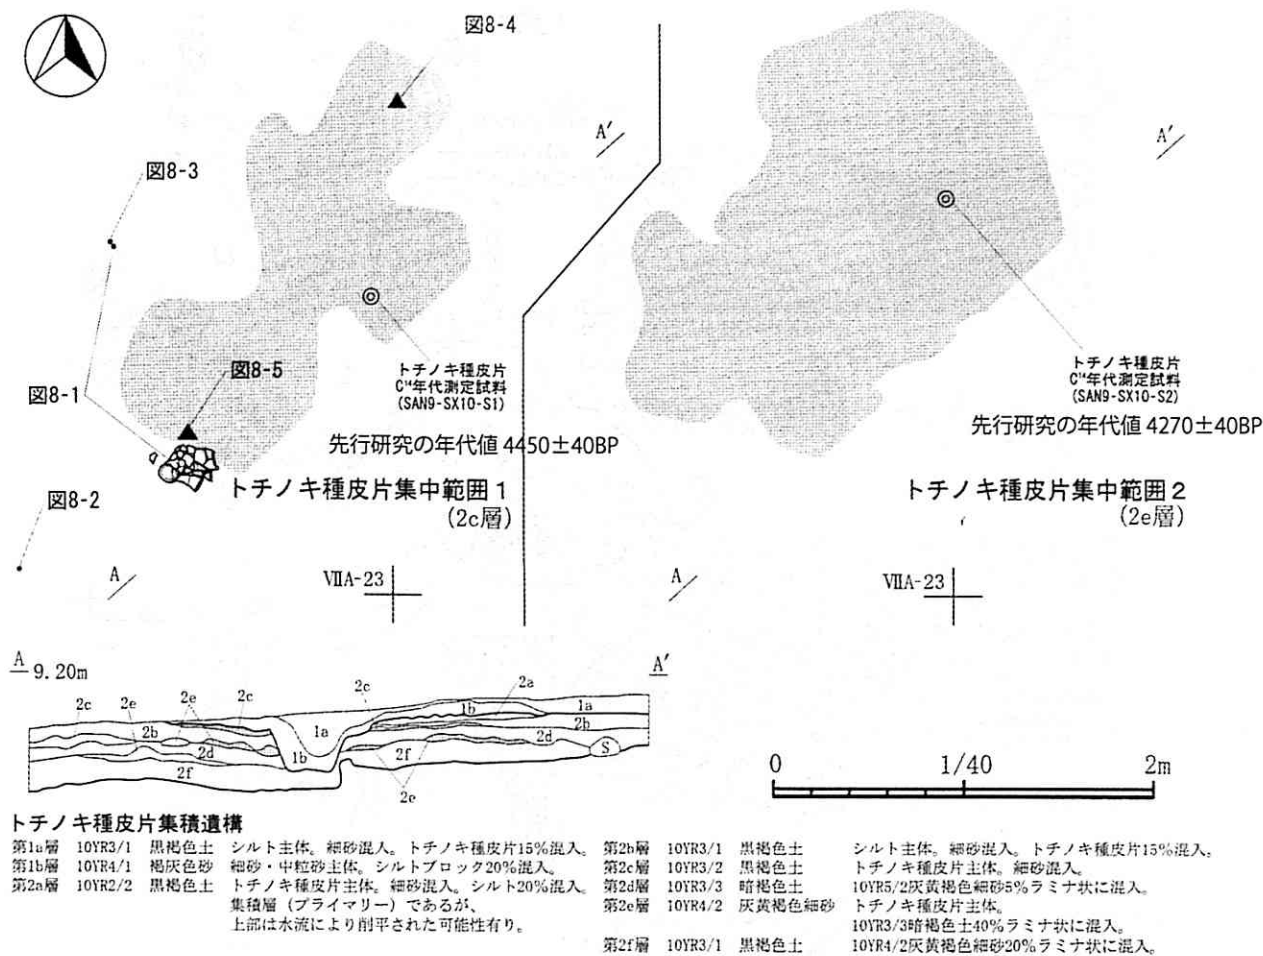 図8-4
A′
A′
図8-3
図8-5
図8-1
トチノキ種皮片
C¹⁴年代測定試料
(SAN9-SX10-S1)
トチノキ種皮片
C¹⁴年代測定試料
(SAN9-SX10-S2)
先行研究の年代値 4450±40BP
先行研究の年代値 4270±40BP
図8-2
トチノキ種皮片集中範囲1
(2c層)
トチノキ種皮片集中範囲2
(2e層)
A
ⅦA-23
A
ⅦA-23
A
9.20m
A′
2c 2e 2e 2c 2c 2a
2b 1a 1b 1a
2b
2d 1b 2f 2d S
2f
2e
0 1/40 2m
トチノキ種皮片集積遺構
第1a層 10YR3/1 黒褐色土 シルト主体。細砂混入。トチノキ種皮片15%混入。
第1b層 10YR4/1 褐灰色砂 細砂・中粒砂主体。シルトブロック20%混入。
第2a層 10YR2/2 黒褐色土 トチノキ種皮片主体。細砂混入。シルト20%混入。
集積層（プライマリー）であるが、
上部は水流により削平された可能性有り。
第2b層 10YR3/1 黒褐色土 シルト主体。細砂混入。トチノキ種皮片15%混入。
第2c層 10YR3/2 黒褐色土 トチノキ種皮片主体。細砂混入。
第2d層 10YR3/3 暗褐色土 10YR5/2灰黄褐色細砂5%ラミナ状に混入。
第2e層 10YR4/2 灰黄褐色細砂 トチノキ種皮片主体。
10YR3/3暗褐色土40%ラミナ状に混入。
第2f層 10YR3/1 黒褐色土 10YR4/2灰黄褐色細砂20%ラミナ状に混入。